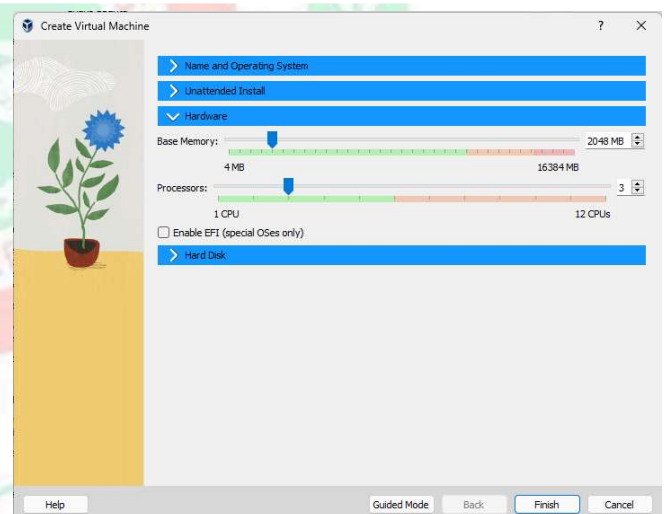 Create Virtual Machine
Name and Operating System
Unattended Install
Hardware
Base Memory: 2048 MB
4 MB 16384 MB
Processors: 3
1 CPU 12 CPUs
Enable EFI (special OSes only)
Hard Disk
Help Guided Mode Back Finish Cancel